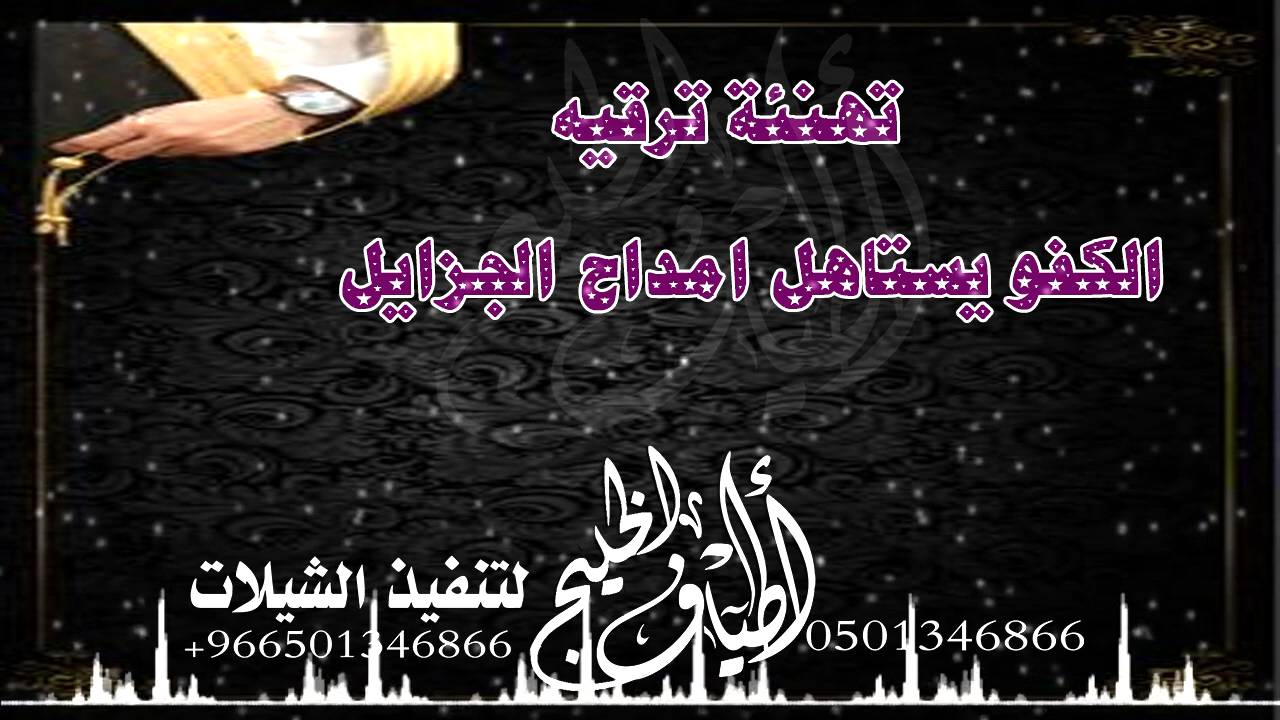 تهنئة ترقيه
الكفو يستاهل امداح الجزايل
أطياف الخليج
لتنفيذ الشيلات
0501346866
+966501346866